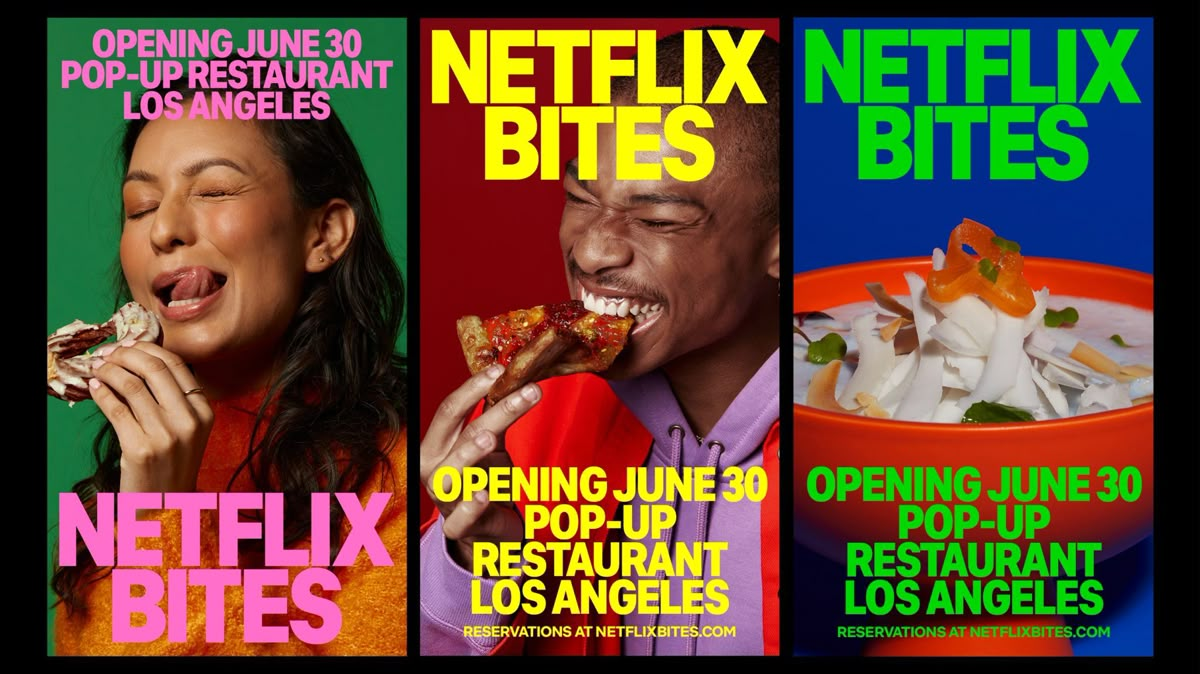 OPENING JUNE 30
POP-UP RESTAURANT
LOS ANGELES
NETFLIX
BITES
NETFLIX
BITES
OPENING JUNE 30
POP-UP
RESTAURANT
LOS ANGELES
RESERVATIONS AT NETFLIXBITES.COM
NETFLIX
BITES
OPENING JUNE 30
POP-UP
RESTAURANT
LOS ANGELES
RESERVATIONS AT NETFLIXBITES.COM